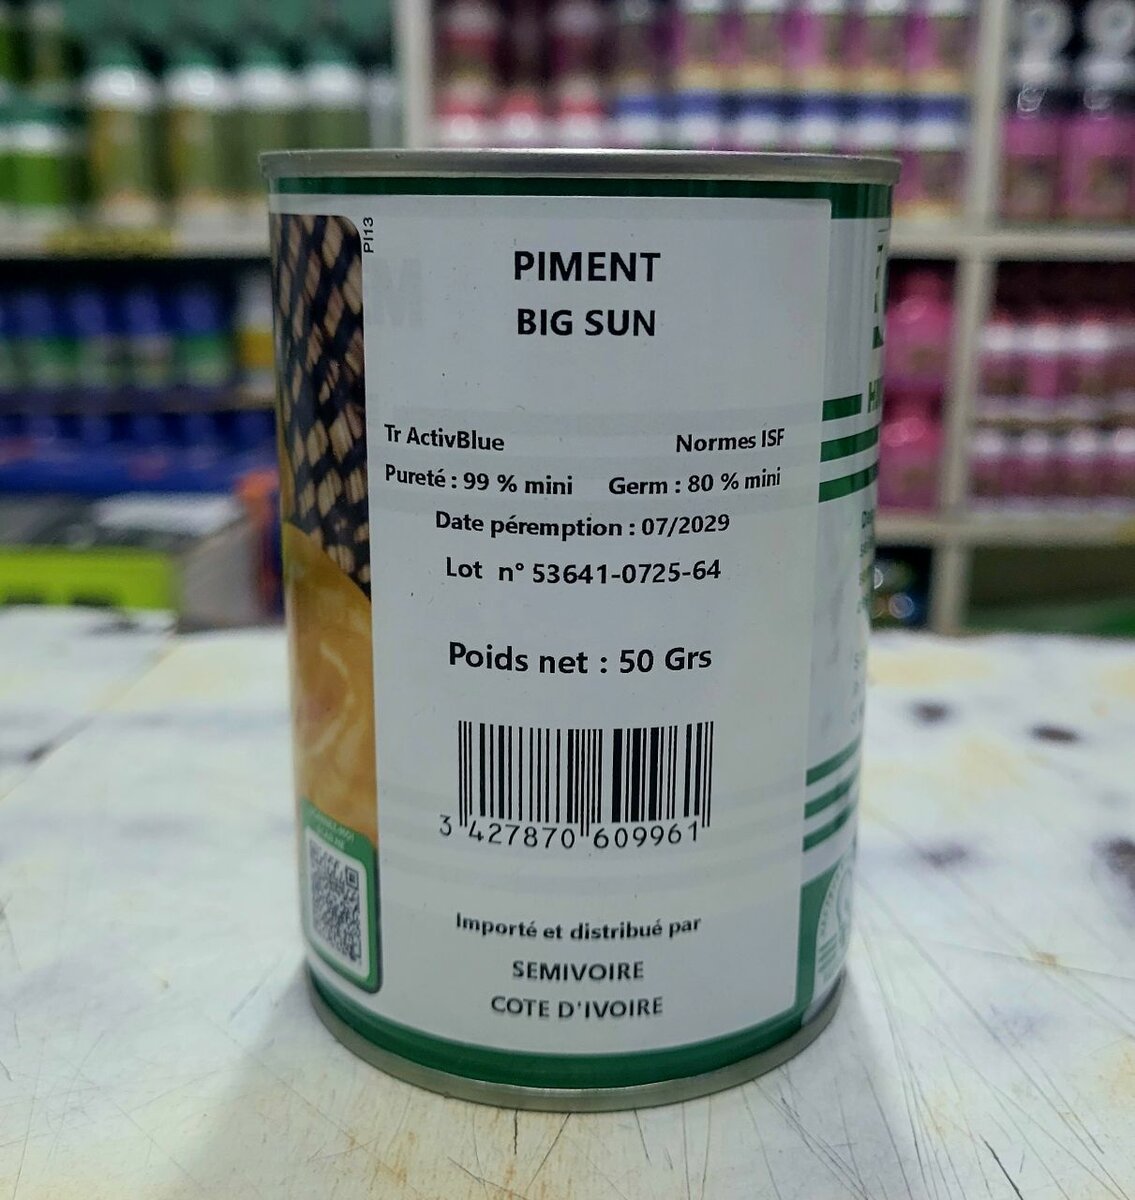 PI13
PIMENT
BIG SUN
Tr ActivBlue Normes ISF
Pureté : 99 % mini Germ : 80 % mini
Date péremption : 07/2029
Lot n° 53641-0725-64
Poids net : 50 Grs
3 427870 609961
Importé et distribué par
SEMIVOIRE
COTE D'IVOIRE